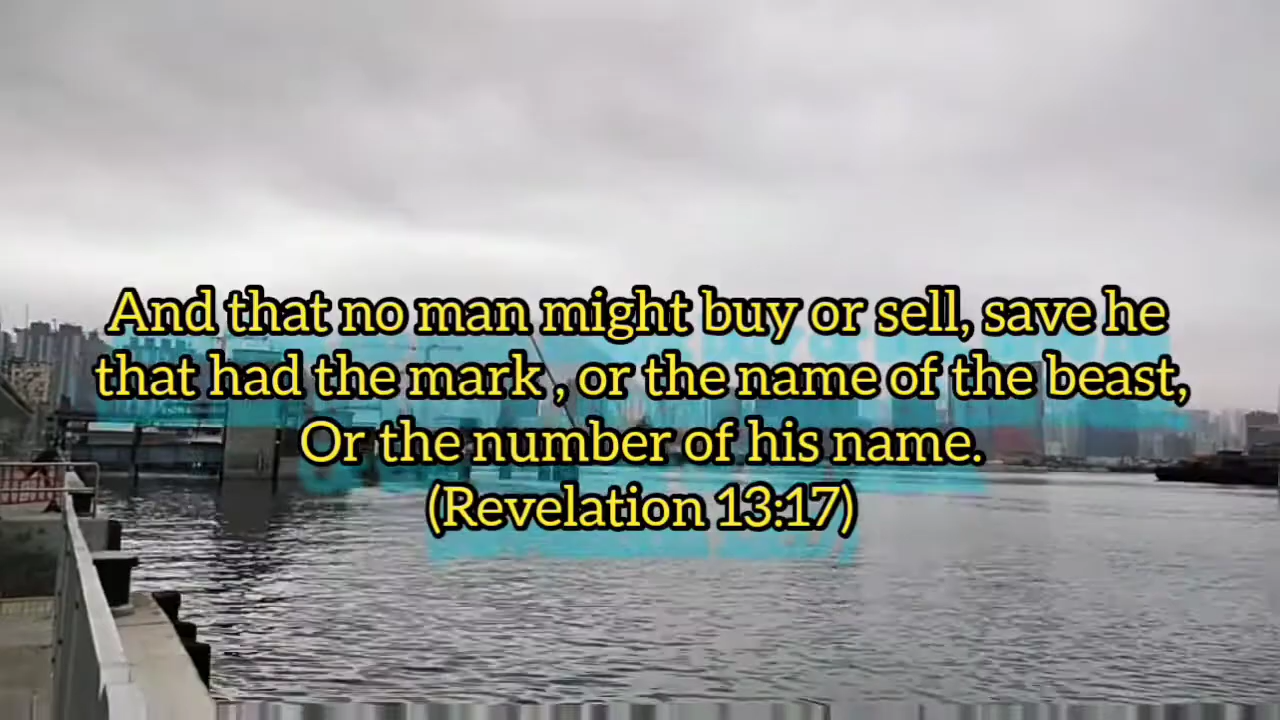 And that no man might buy or sell, save he
that had the mark , or the name of the beast,
Or the number of his name.
(Revelation 13:17)